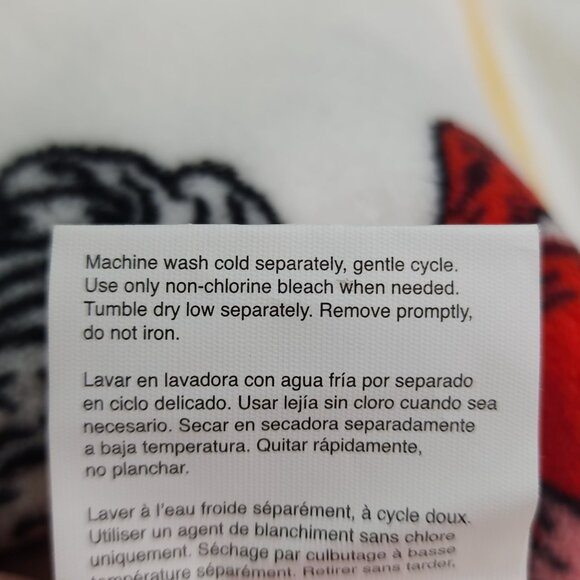 Machine wash cold separately, gentle cycle.
Use only non-chlorine bleach when needed.
Tumble dry low separately. Remove promptly,
do not iron.
Lavar en lavadora con agua fría por separado
en ciclo delicado. Usar lejía sin cloro cuando sea
necesario. Secar en secadora separadamente
a baja temperatura. Quitar rápidamente,
no planchar.
Laver à l'eau froide séparément, à cycle doux.
Utiliser un agent de blanchiment sans chlore
uniquement. Séchage par culbutage à basse
température séparément. Retirer sans tarder,